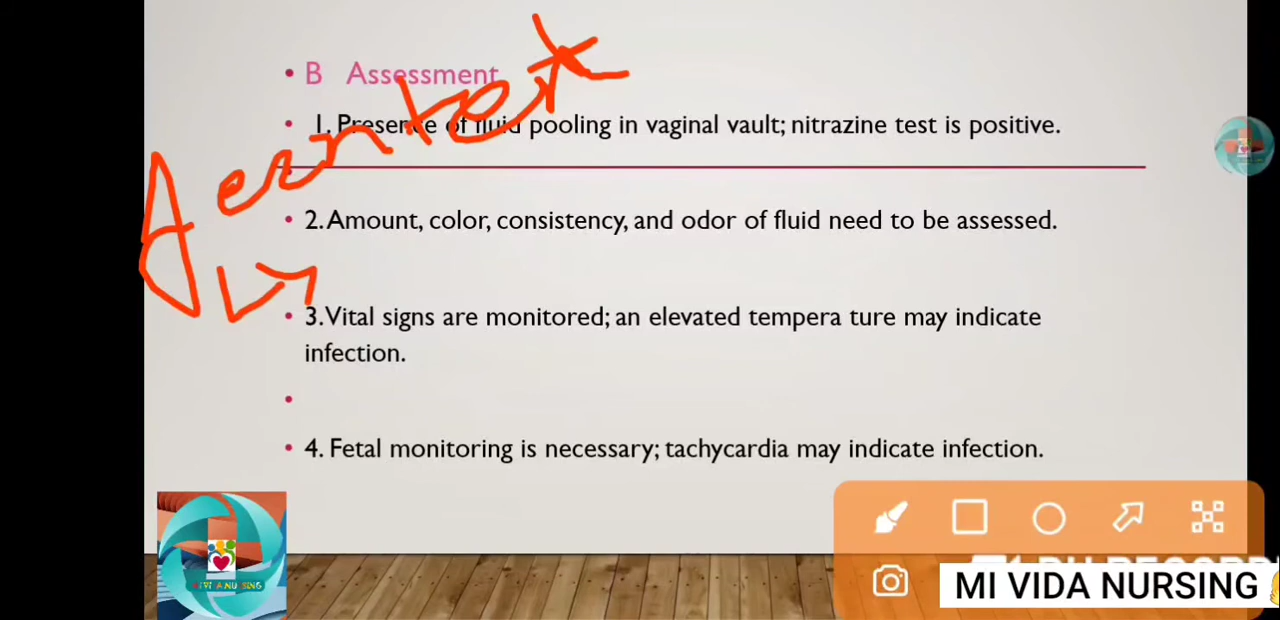 • B Assessment
• 1. Presence of fluid pooling in vaginal vault; nitrazine test is positive.
• 2. Amount, color, consistency, and odor of fluid need to be assessed.
• 3. Vital signs are monitored; an elevated tempera ture may indicate
infection.
•
• 4. Fetal monitoring is necessary; tachycardia may indicate infection.
MI VIDA NURSING